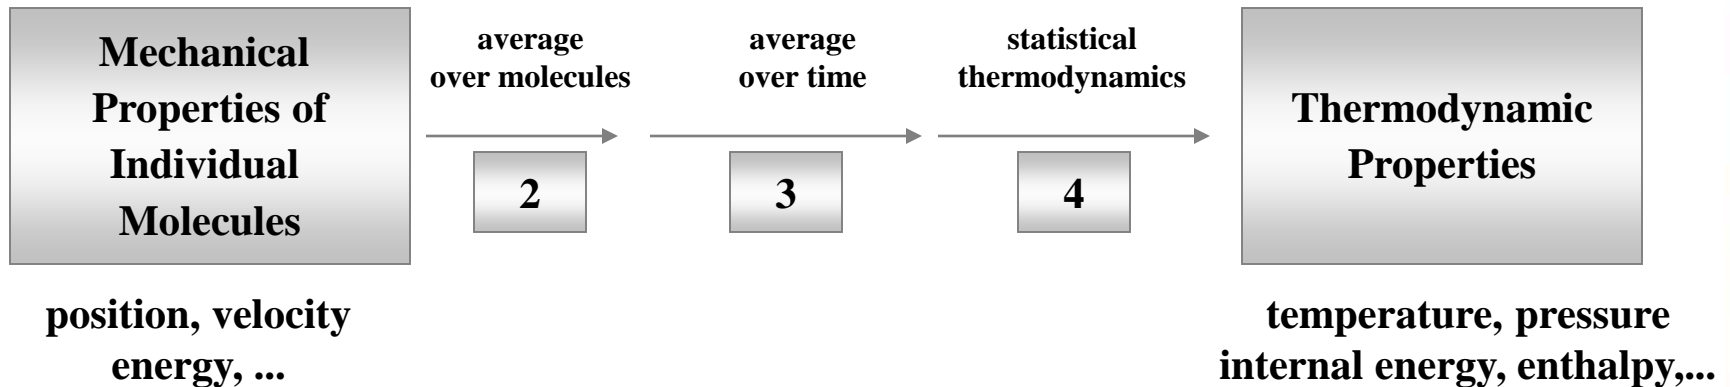 Mechanical
Properties of
Individual
Molecules
average
over molecules
2
average
over time
3
statistical
thermodynamics
4
Thermodynamic
Properties
position, velocity
energy, ...
temperature, pressure
internal energy, enthalpy,...